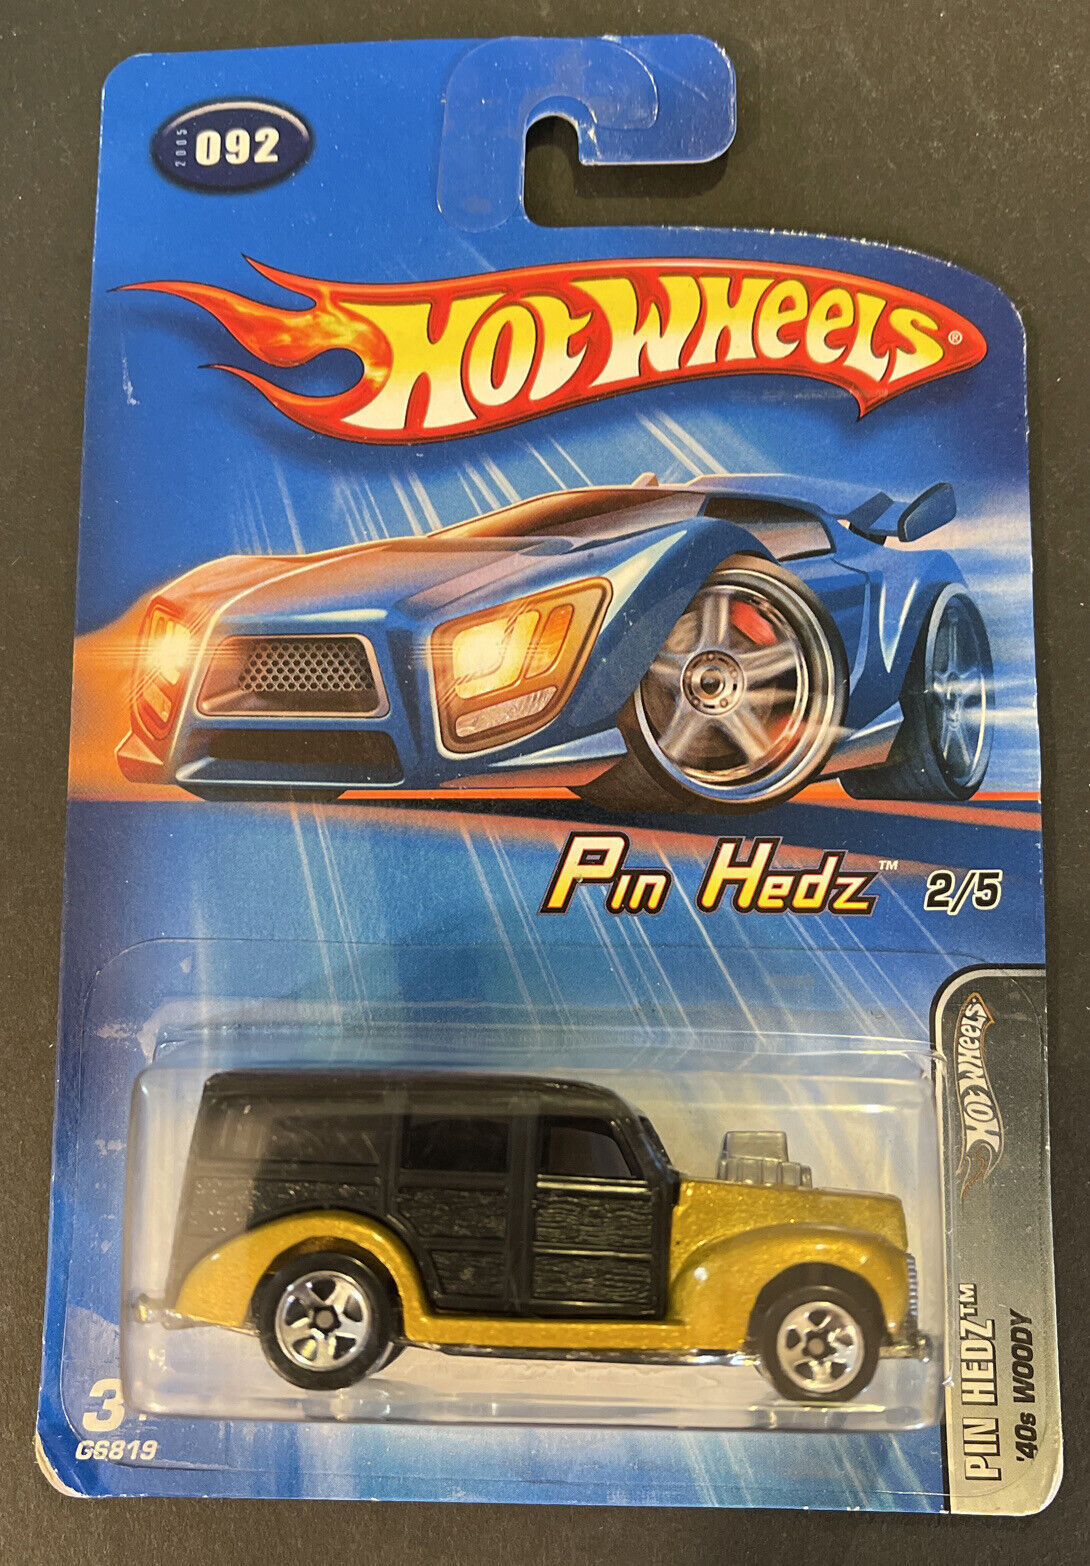 2005
092
HOT WHEELS®
Pin Hedz™ 2/5
HOT WHEELS
PIN HEDZ™
'40s WOODY
3+
G6819